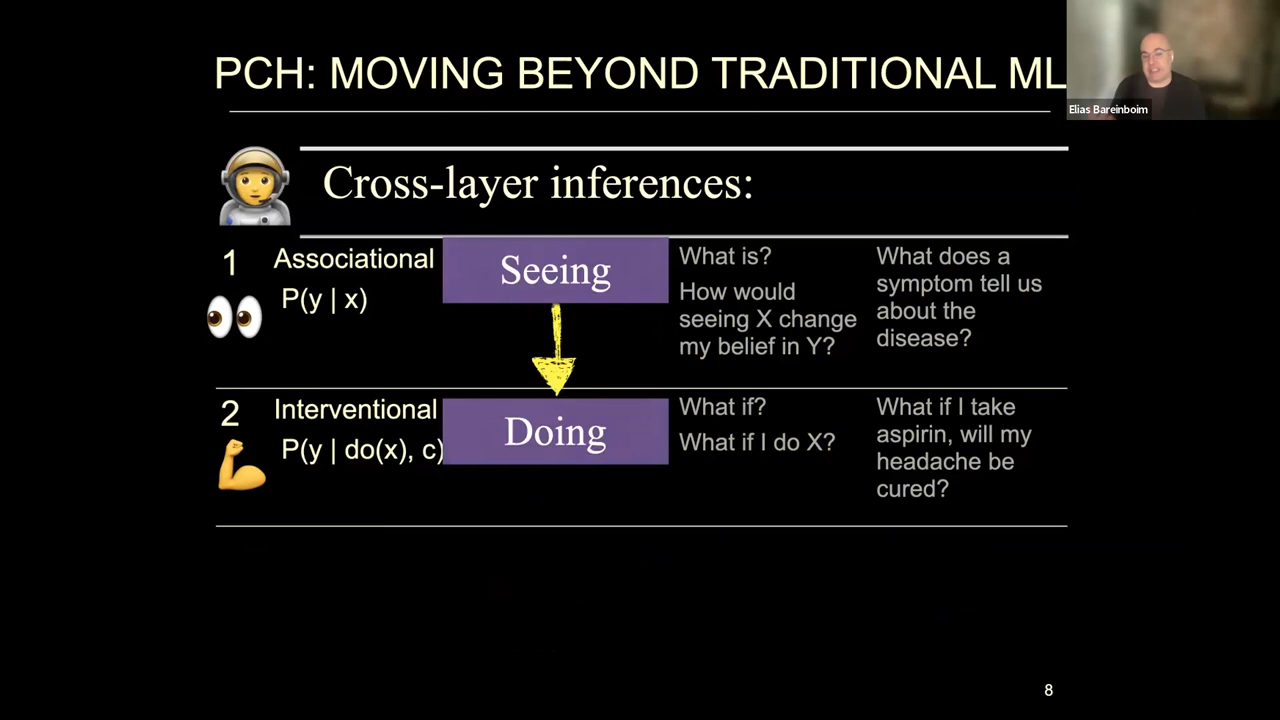 PCH: MOVING BEYOND TRADITIONAL ML
Elias Bareinboim
Cross-layer inferences:
1
Associational
P(y | x)
Seeing
What is?
How would
seeing X change
my belief in Y?
What does a
symptom tell us
about the
disease?
2
Interventional
P(y | do(x), c)
Doing
What if?
What if I do X?
What if I take
aspirin, will my
headache be
cured?
8